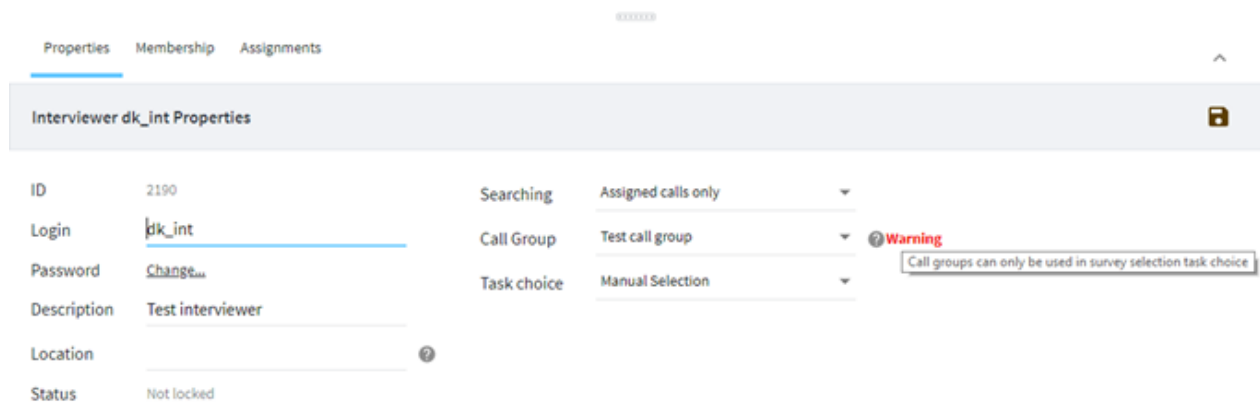 Properties Membership Assignments
Interviewer dk_int Properties
ID 2190
Login dk_int
Password Change...
Description Test interviewer
Location
Status Not locked
Searching Assigned calls only
Call Group Test call group ? Warning
Call groups can only be used in survey selection task choice
Task choice Manual Selection